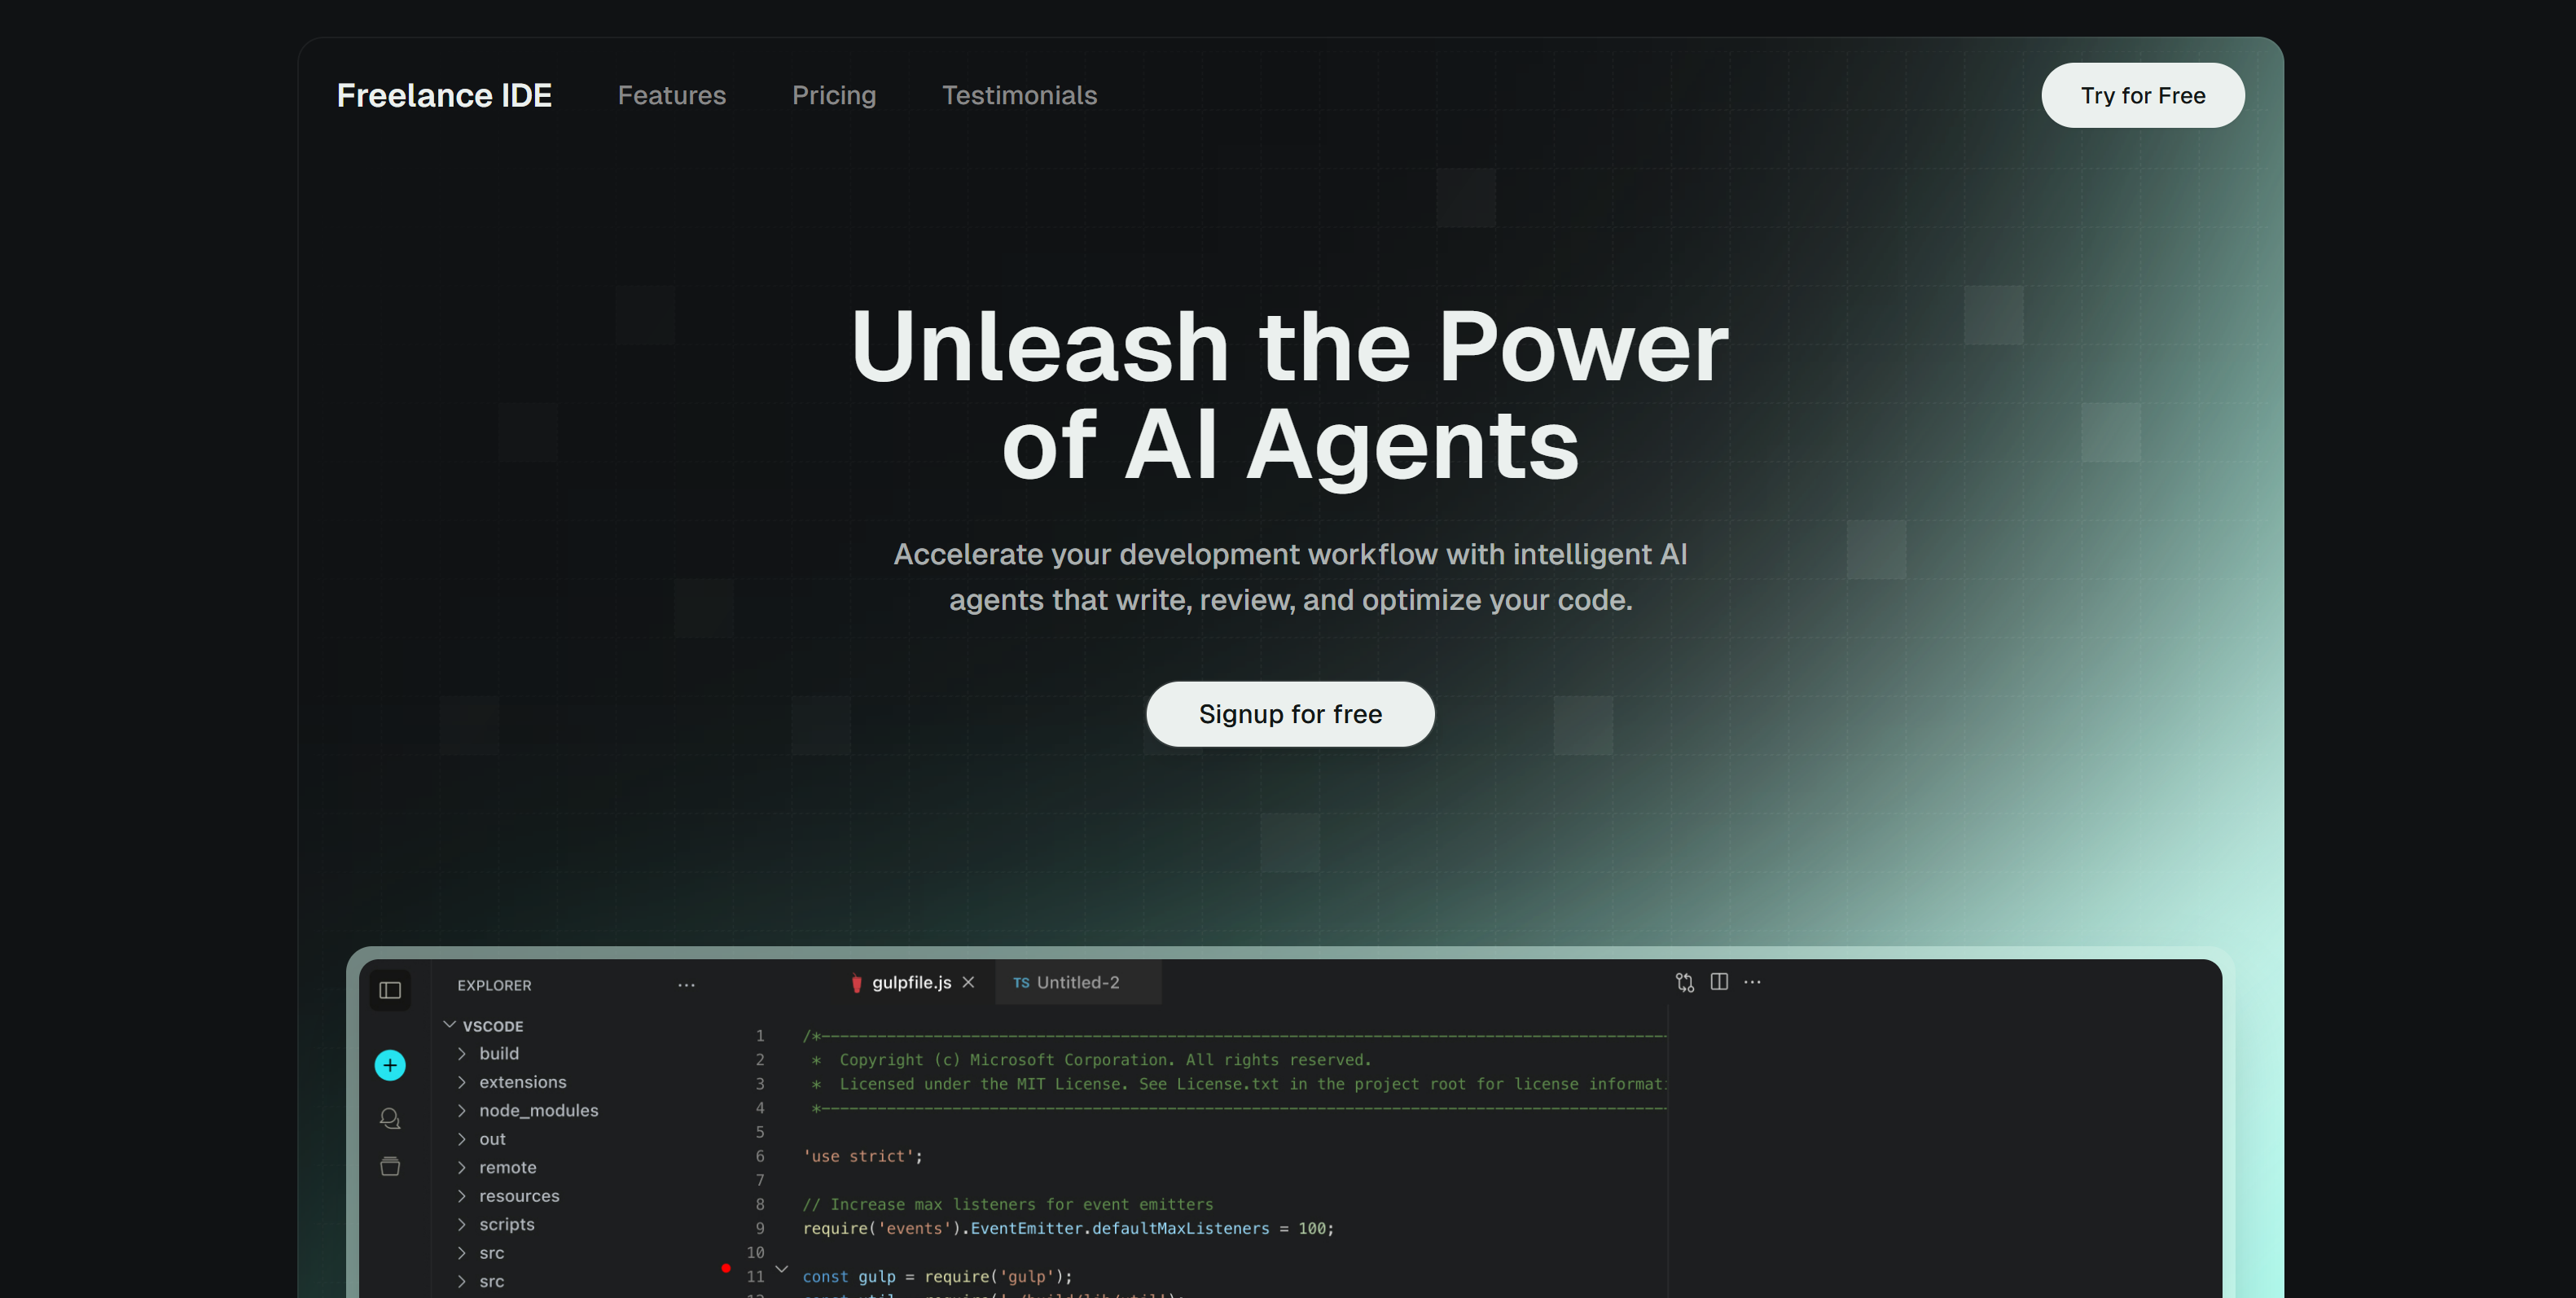 Freelance IDE Features Pricing Testimonials Try for Free
Unleash the Power
of AI Agents
Accelerate your development workflow with intelligent AI
agents that write, review, and optimize your code.
Signup for free
EXPLORER ···
gulpfile.js
TS Untitled-2
VSCODE
build
extensions
node_modules
out
remote
resources
scripts
src
src
1 /*---
2 * Copyright (c) Microsoft Corporation. All rights reserved.
3 * Licensed under the MIT License. See License.txt in the project root for license informat
4 *---
5
6 'use strict';
7
8 // Increase max listeners for event emitters
9 require('events').EventEmitter.defaultMaxListeners = 100;
10
11 const gulp = require('gulp');